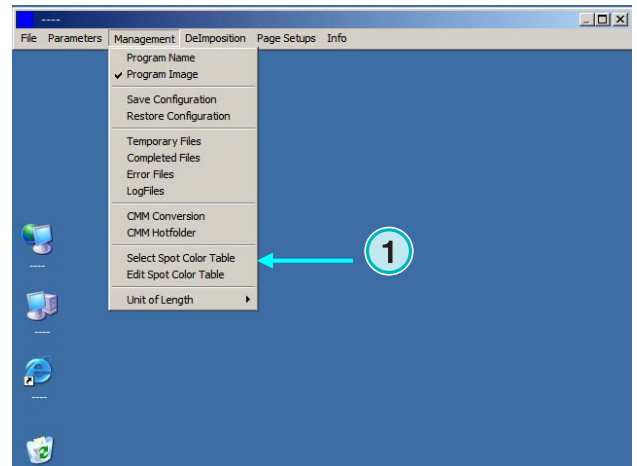 ----
File Parameters Management DeImposition Page Setups Info
Program Name
Program Image
Save Configuration
Restore Configuration
Temporary Files
Completed Files
Error Files
LogFiles
CMM Conversion
CMM Hotfolder
Select Spot Color Table
Edit Spot Color Table
Unit of Length
1
----
----
----